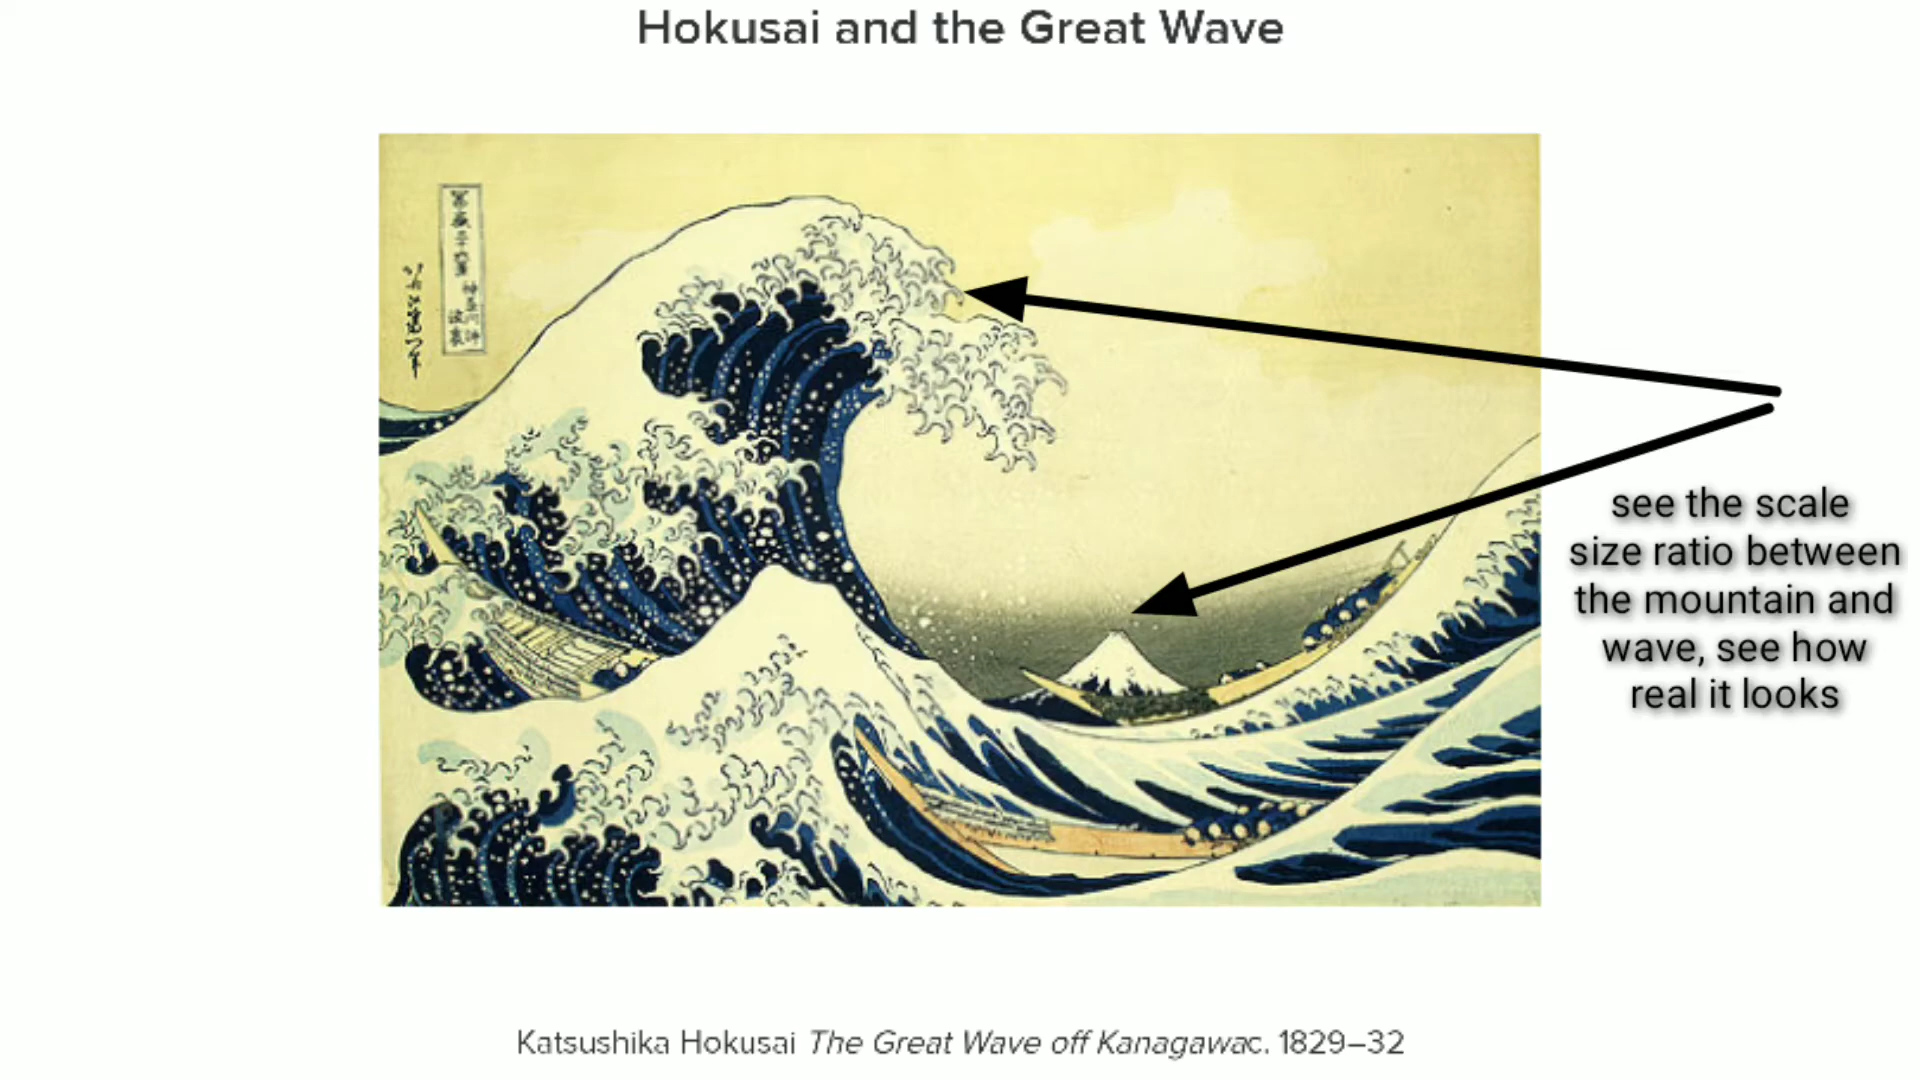 Hokusai and the Great Wave
see the scale
size ratio between
the mountain and
wave, see how
real it looks
Katsushika Hokusai The Great Wave off Kanagawac. 1829–32